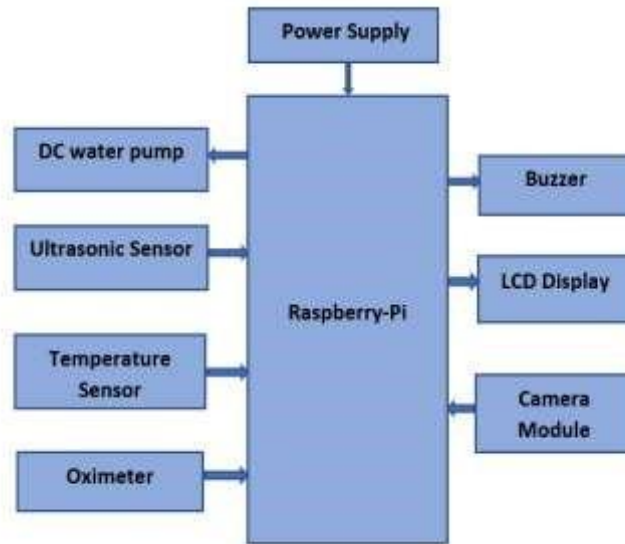 Power Supply
DC water pump
Ultrasonic Sensor
Temperature
Sensor
Oximeter
Raspberry-Pi
Buzzer
LCD Display
Camera
Module